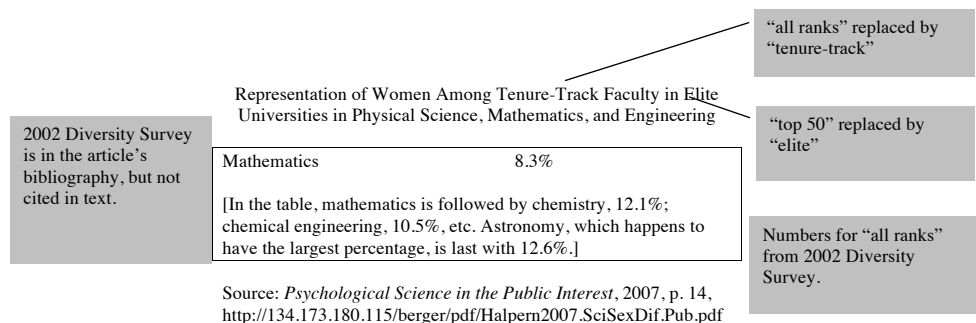 “all ranks” replaced by
“tenure-track”
Representation of Women Among Tenure-Track Faculty in Elite
Universities in Physical Science, Mathematics, and Engineering
“top 50” replaced by
“elite”
2002 Diversity Survey
is in the article’s
bibliography, but not
cited in text.
Mathematics 8.3%
[In the table, mathematics is followed by chemistry, 12.1%;
chemical engineering, 10.5%, etc. Astronomy, which happens to
have the largest percentage, is last with 12.6%.]
Numbers for “all ranks”
from 2002 Diversity
Survey.
Source: Psychological Science in the Public Interest, 2007, p. 14,
http://134.173.180.115/berger/pdf/Halpern2007.SciSexDif.Pub.pdf